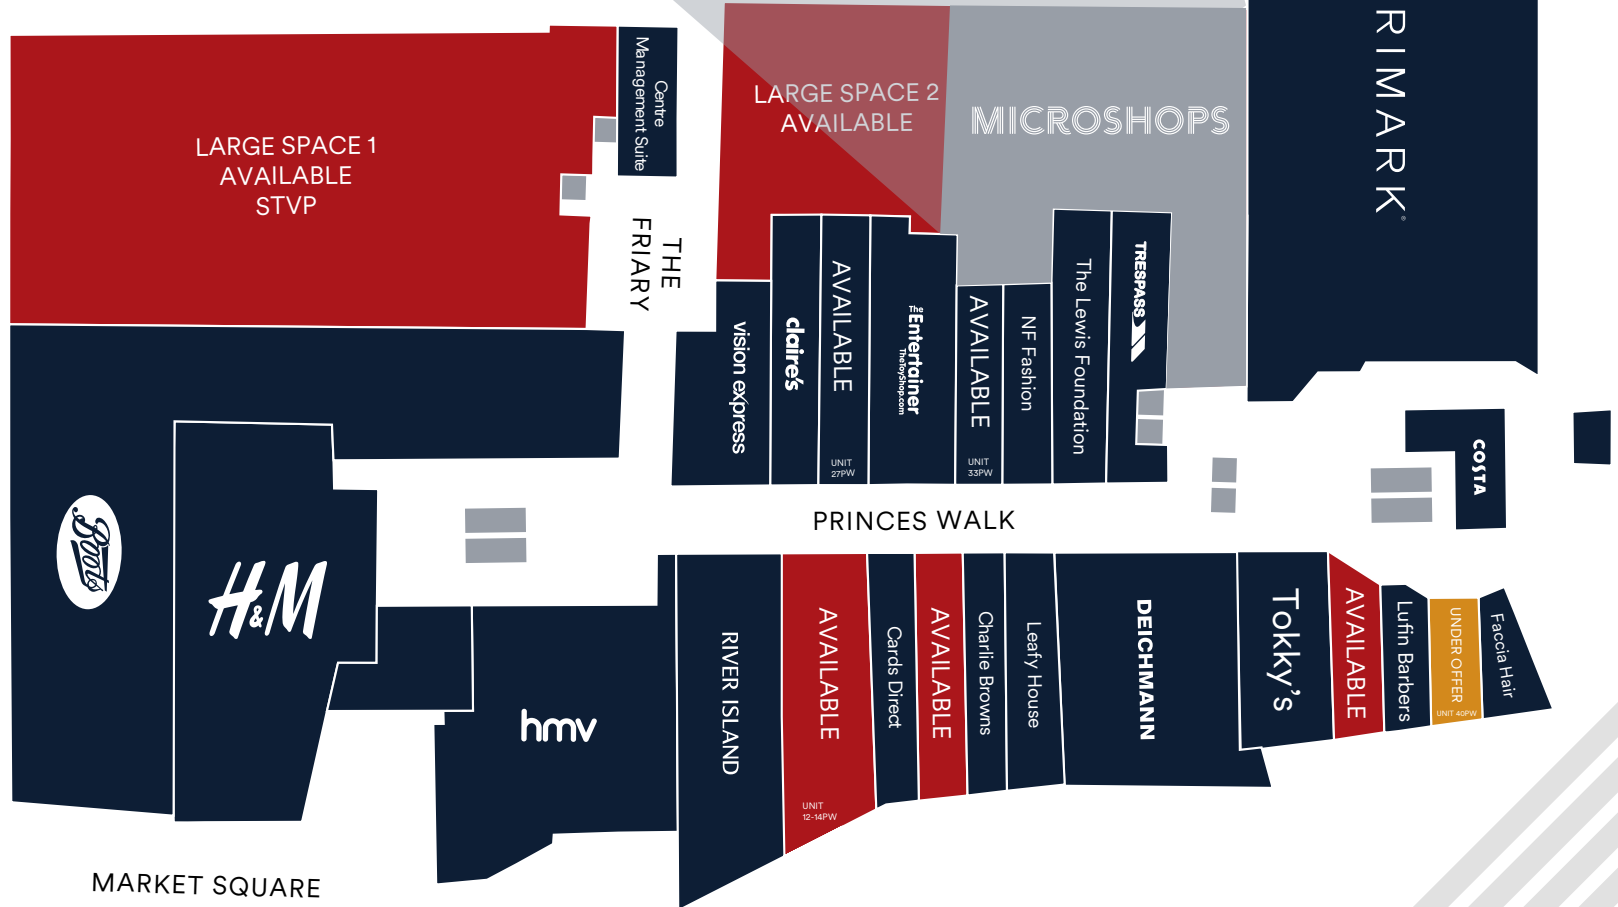 LARGE SPACE 1
AVAILABLE
STVP
Centre
Management Suite
THE
FRIARY
LARGE SPACE 2
AVAILABLE
MICROSHOPS
RIMARK®
vision express
claire's
AVAILABLE
UNIT
27PW
The
Entertainer
TheToyShop.com
AVAILABLE
UNIT
33PW
NF Fashion
The Lewis Foundation
TRESPASS
COSTA
PRINCES WALK
Boots
H&M
hmv
RIVER ISLAND
AVAILABLE
UNIT
12-14PW
Cards Direct
AVAILABLE
Charlie Browns
Leafy House
DEICHMANN
Tokky's
AVAILABLE
Lufin Barbers
UNDER OFFER
UNIT 40PW
Faccia Hair
MARKET SQUARE